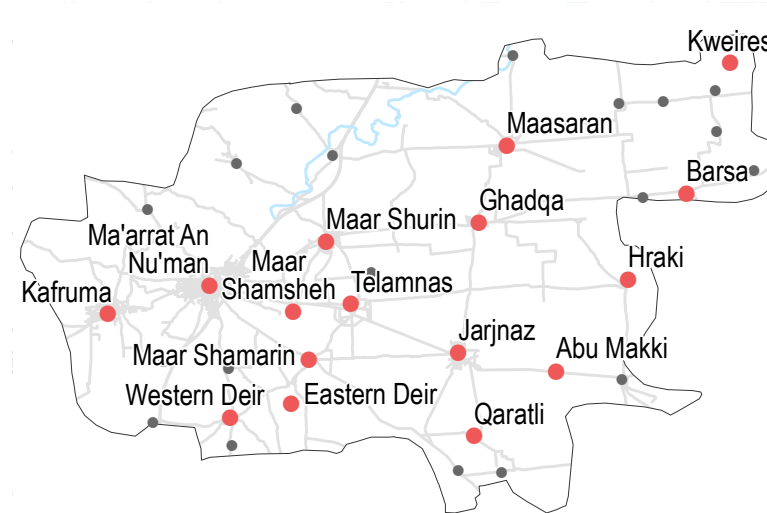 Kweires
Maasaran
Barsa
Ghadqa
Maar Shurin
Ma'arrat An
Nu'man
Maar
Shamsheh
Hraki
Telamnas
Kafruma
Jarjnaz
Abu Makki
Maar Shamarin
Western Deir
Eastern Deir
Qaratli